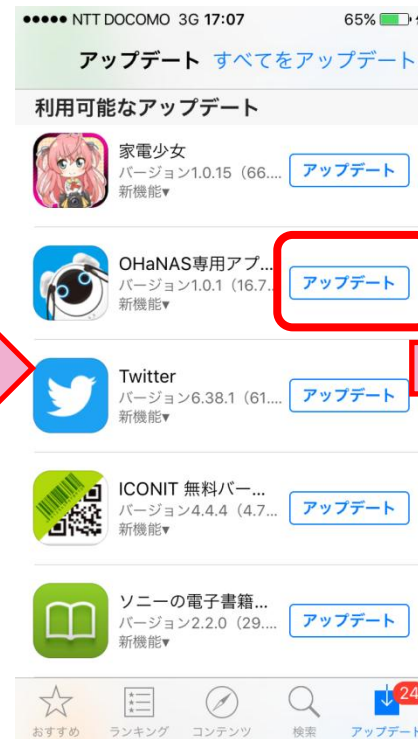 ●●●●● NTT DOCOMO 3G 17:07 65%
アップデート すべてをアップデート
利用可能なアップデート
家電少女
バージョン1.0.15（66.... アップデート
新機能▾
OHaNAS専用アプ...
バージョン1.0.1（16.7.. アップデート
新機能▾
Twitter
バージョン6.38.1（61.... アップデート
新機能▾
ICONIT 無料バー...
バージョン4.4.4（4.7... アップデート
新機能▾
ソニーの電子書籍...
バージョン2.2.0（29.... アップデート
新機能▾
24
おすすめ ランキング コンテンツ 検索 アップデート